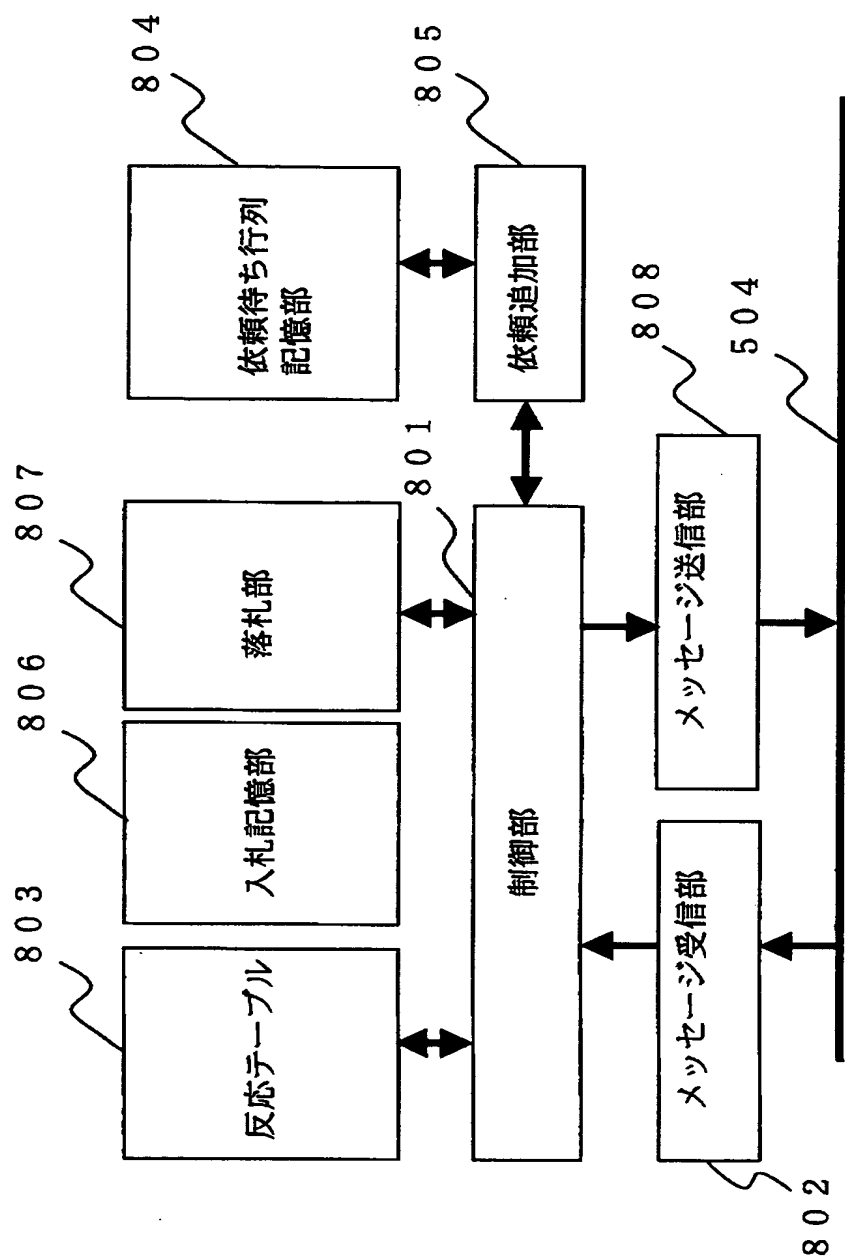 803
反応テーブル
806
入札記憶部
807
落札部
804
依頼待ち行列
記憶部
801
制御部
805
依頼追加部
802
メッセージ受信部
808
メッセージ送信部
504